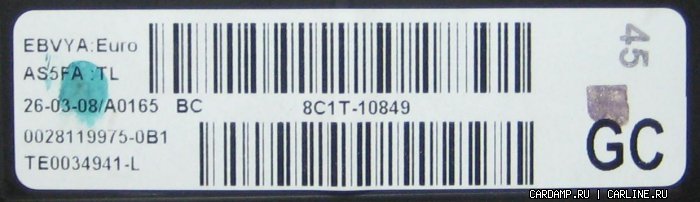 EBVYA:Euro
AS5FA :TL
26-03-08/A0165 BC 8C1T-10849
0028119975-0B1
TE0034941-L
45
GC
CARDAMP.RU | CARLINE.RU